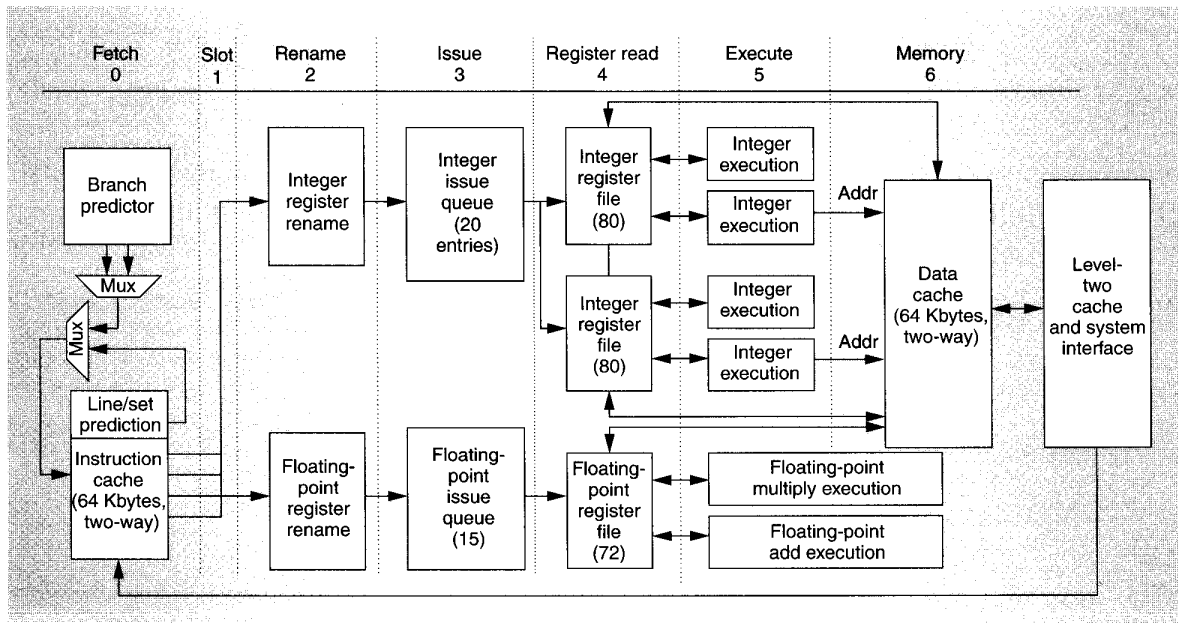 Fetch
0
Slot
1
Rename
2
Issue
3
Register read
4
Execute
5
Memory
6
Branch
predictor
Mux
Mux
Line/set
prediction
Instruction
cache
(64 Kbytes,
two-way)
Integer
register
rename
Floating-
point
register
rename
Integer
issue
queue
(20
entries)
Floating-
point
issue
queue
(15)
Integer
register
file
(80)
Integer
register
file
(80)
Floating-
point
register
file
(72)
Integer
execution
Integer
execution
Integer
execution
Integer
execution
Floating-point
multiply execution
Floating-point
add execution
Addr
Addr
Data
cache
(64 Kbytes,
two-way)
Level-
two
cache
and system
interface